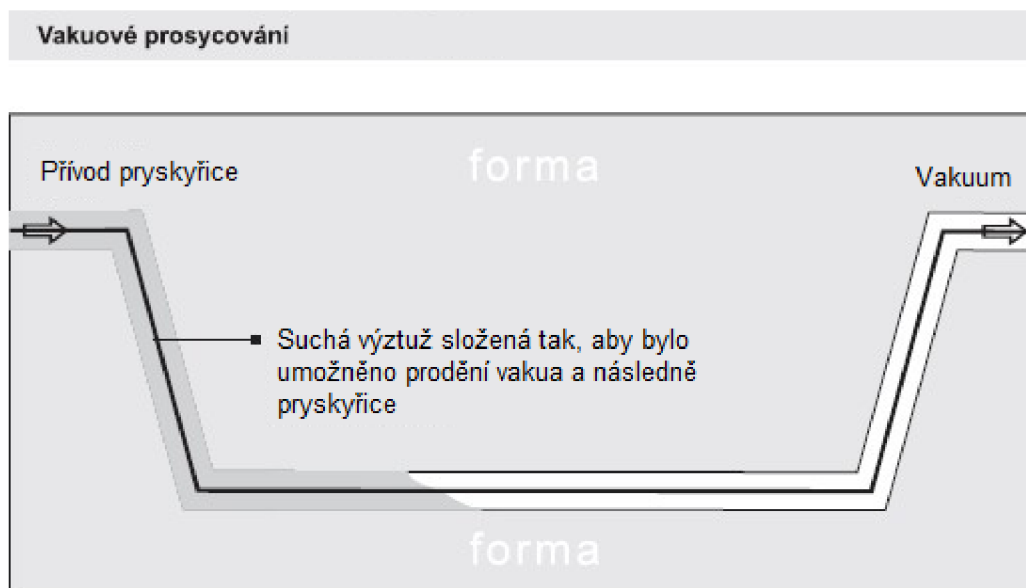 Vakuové prosycování
forma
Přívod pryskyřice
Vakuum
Suchá výztuž složená tak, aby bylo
umožněno prodění vakua a následně
pryskyřice
forma